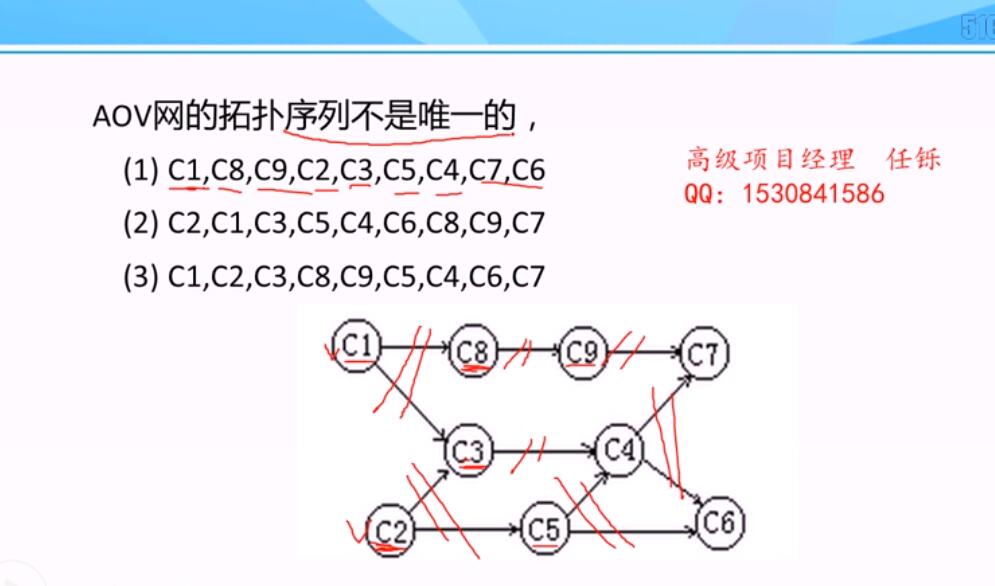 AOV网的拓扑序列不是唯一的，
(1) C1,C8,C9,C2,C3,C5,C4,C7,C6
高级项目经理 任铄
QQ：1530841586
(2) C2,C1,C3,C5,C4,C6,C8,C9,C7
(3) C1,C2,C3,C8,C9,C5,C4,C6,C7
C1 C8 C9 C7
C3 C4
C2 C5 C6